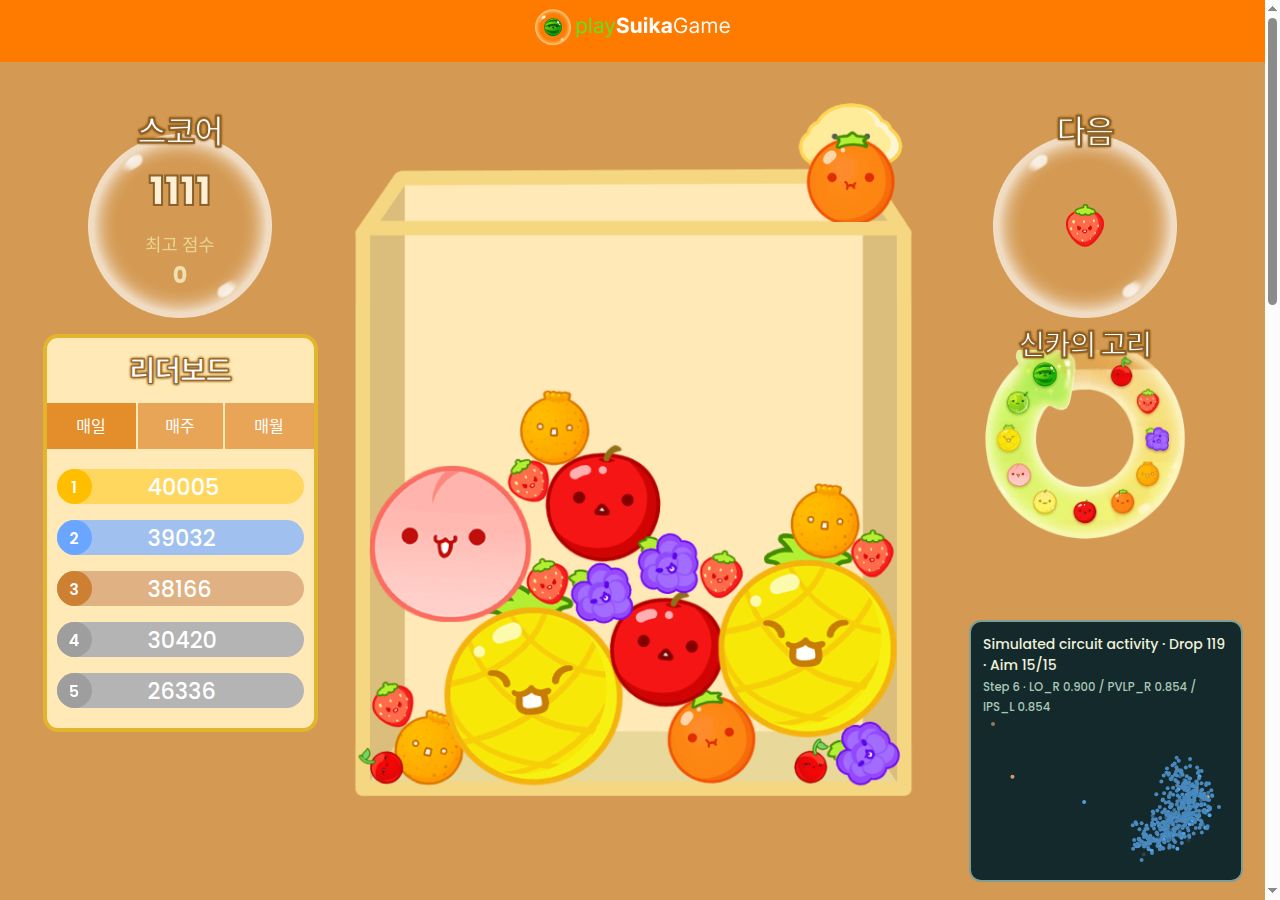 playSuikaGame
스코어
1111
최고 점수
0
다음
신카의 고리
리더보드
매일 매주 매월
1 40005
2 39032
3 38166
4 30420
5 26336
Simulated circuit activity · Drop 119
· Aim 15/15
Step 6 · LO_R 0.900 / PVLP_R 0.854 /
IPS_L 0.854